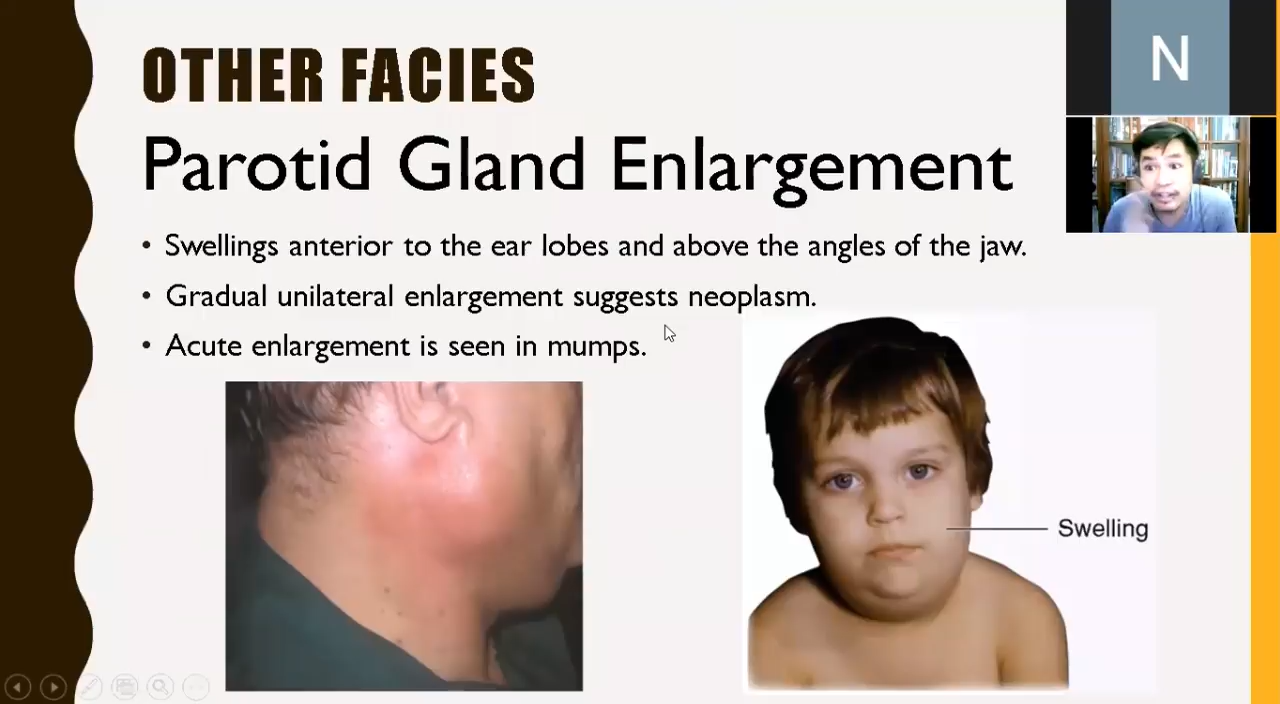 OTHER FACIES
Parotid Gland Enlargement
• Swellings anterior to the ear lobes and above the angles of the jaw.
• Gradual unilateral enlargement suggests neoplasm.
• Acute enlargement is seen in mumps.
Swelling
N